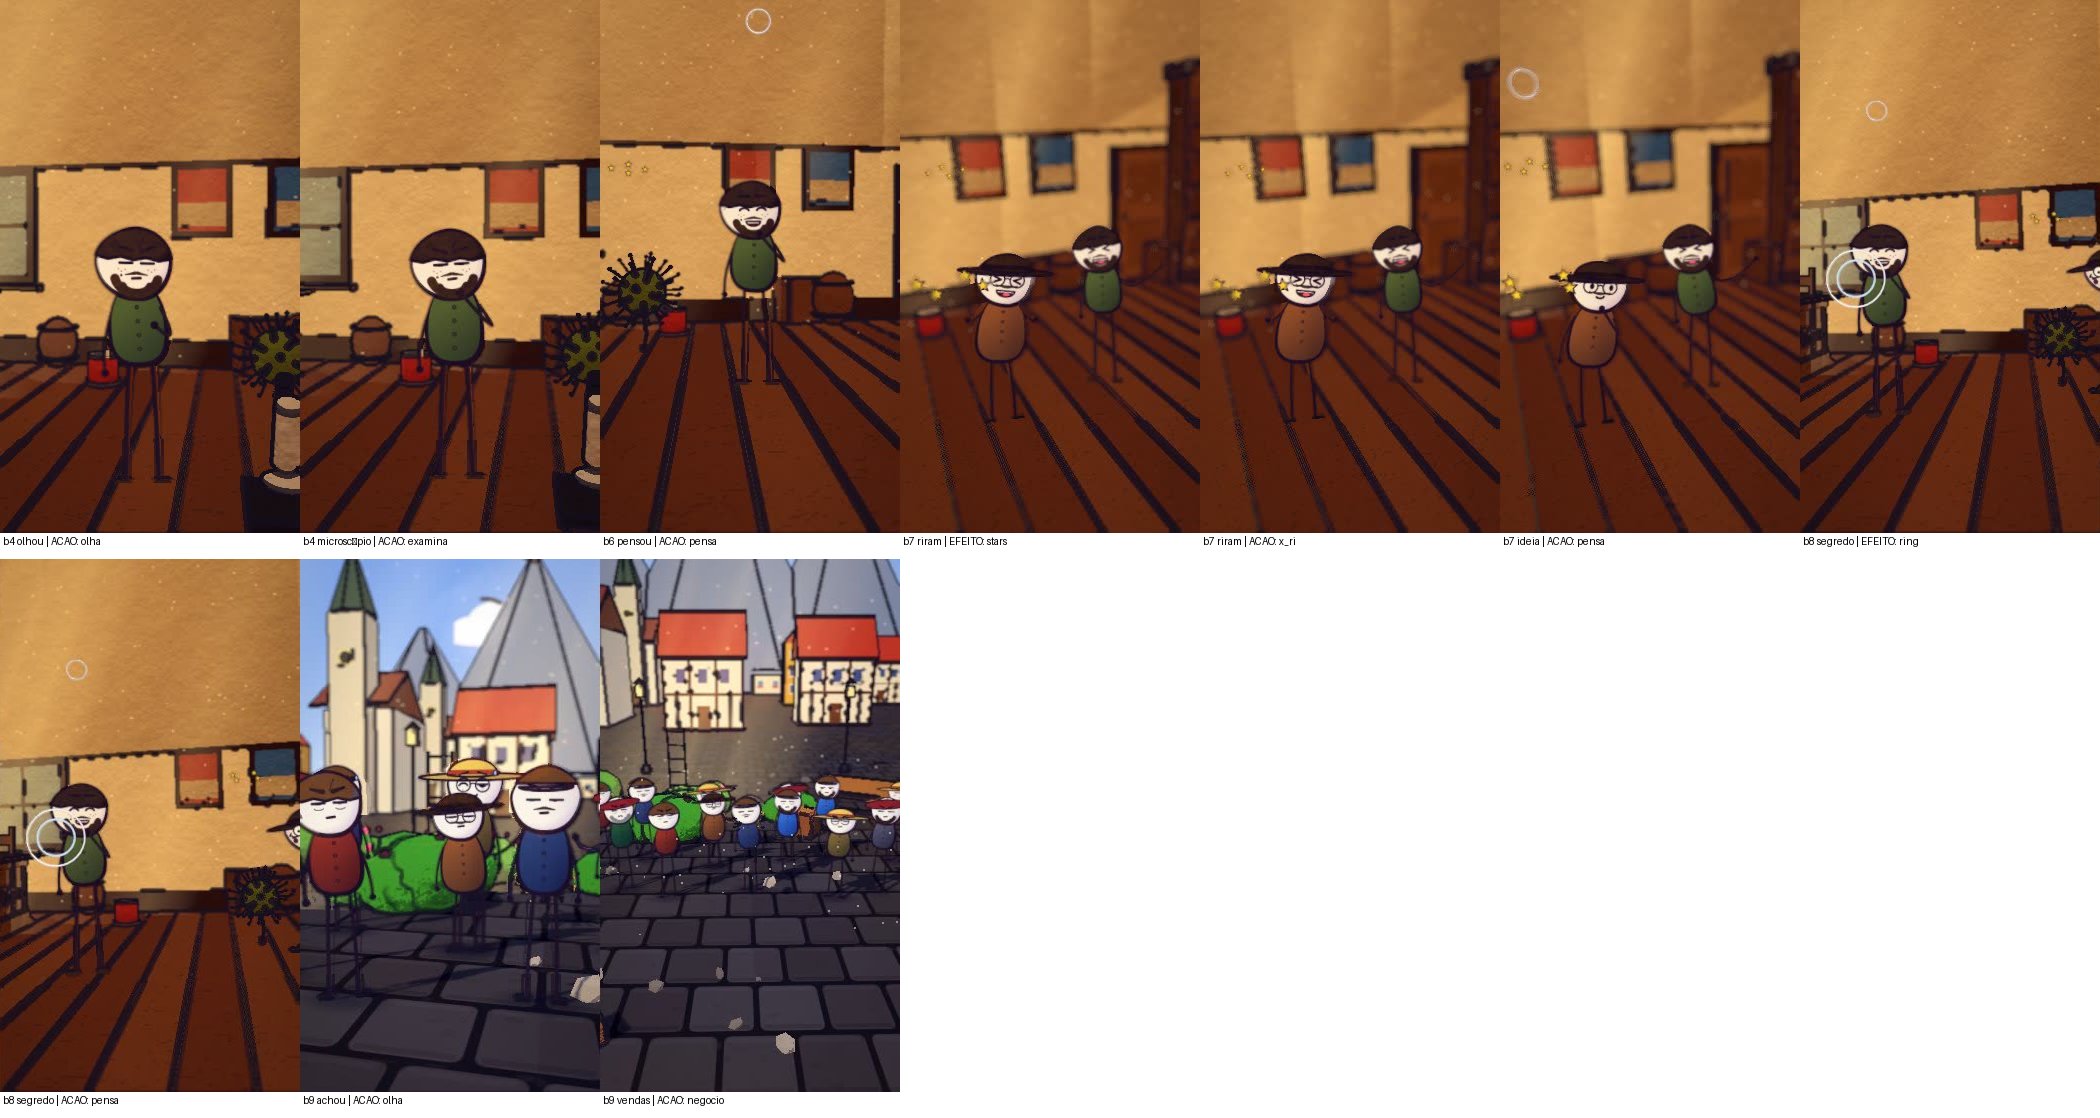 b4 olhou | ACAO: olha
b4 microsc□pio | ACAO: examina
b6 pensou | ACAO: pensa
b7 riram | EFEITO: stars
b7 riram | ACAO: x_ri
b7 ideia | ACAO: pensa
b8 segredo | EFEITO: ring
b8 segredo | ACAO: pensa
b9 achou | ACAO: olha
b9 vendas | ACAO: negocio